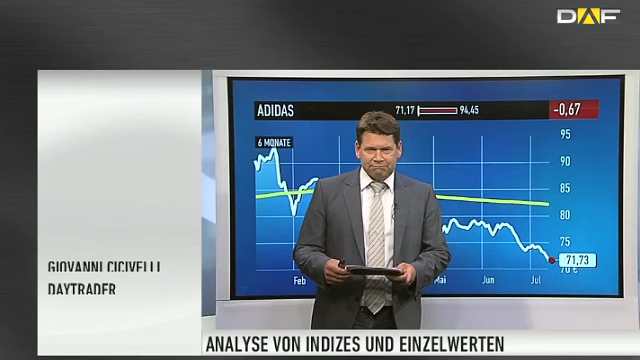 DAF
ADIDAS 71,17 94,45 -0,67
6 MONATE
95
90
85
80
75
71,73
70 €
Feb Mai Jun Jul
GIOVANNI CICIVELLI
DAYTRADER
ANALYSE VON INDIZES UND EINZELWERTEN